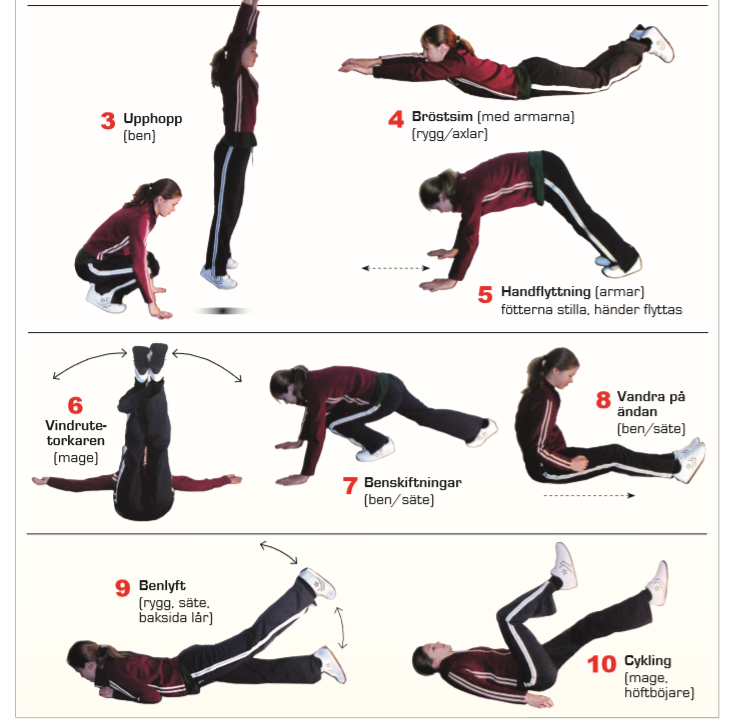 3 Upphopp
(ben)
4 Bröstsim (med armarna)
(rygg/axlar)
5 Handflyttning (armar)
fötterna stilla, händer flyttas
6
Vindrute-
torkaren
(mage)
7 Benskiftningar
(ben/säte)
8 Vandra på
ändan
(ben/säte)
9 Benlyft
(rygg, säte,
baksida lår)
10 Cykling
(mage,
höftböjare)